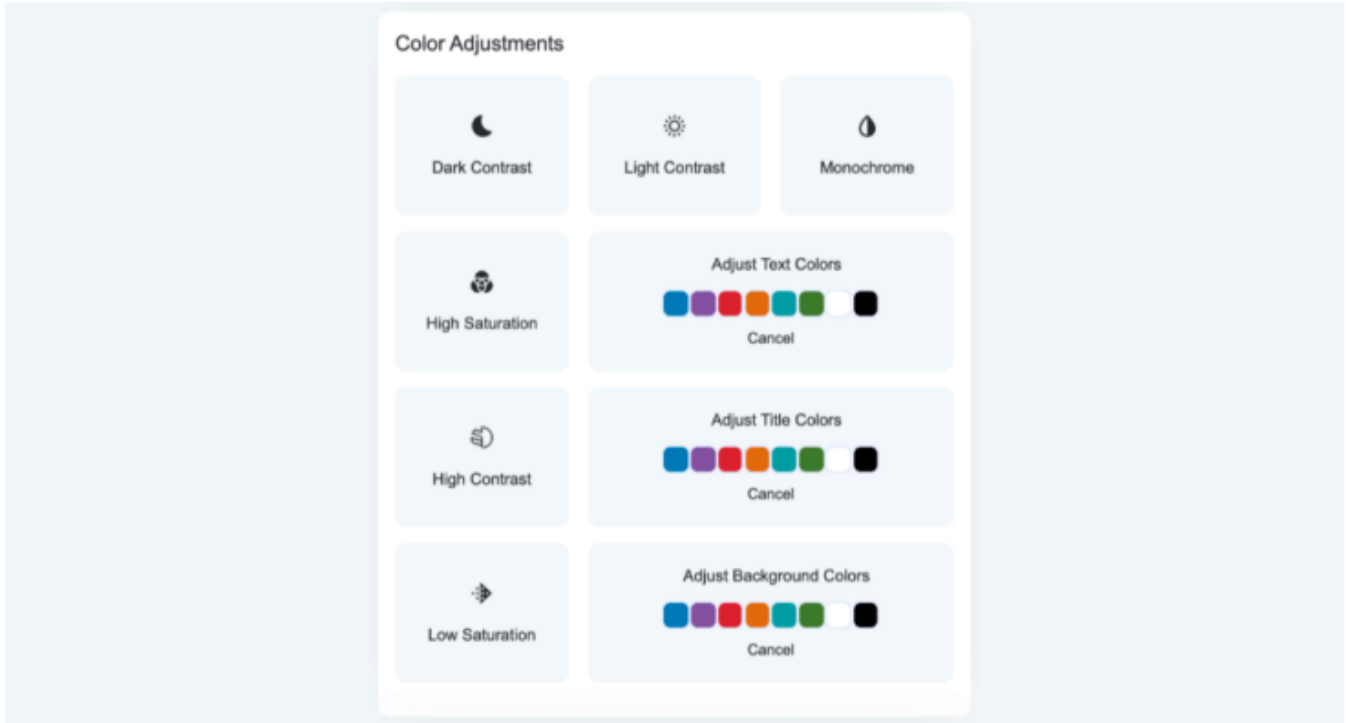 Color Adjustments
Dark Contrast
Light Contrast
Monochrome
High Saturation
Adjust Text Colors
Cancel
High Contrast
Adjust Title Colors
Cancel
Low Saturation
Adjust Background Colors
Cancel